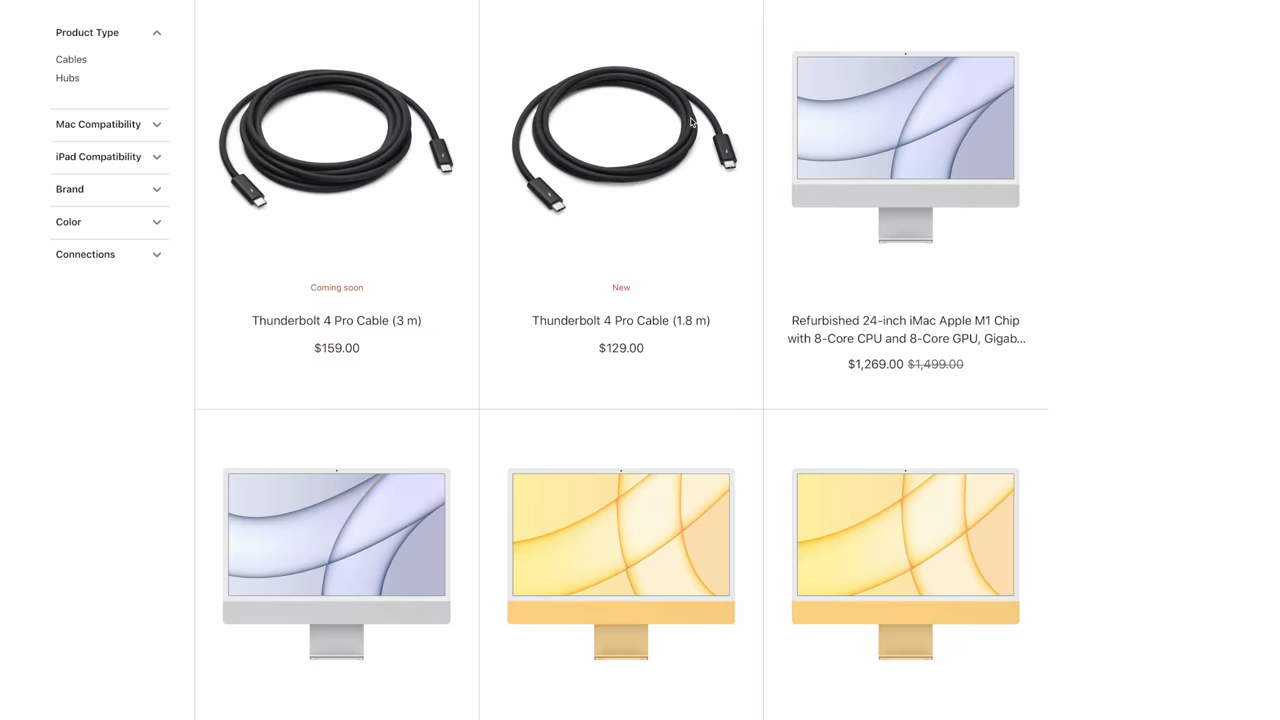 Product Type
Cables
Hubs
Mac Compatibility
iPad Compatibility
Brand
Color
Connections
Coming soon
Thunderbolt 4 Pro Cable (3 m)
$159.00
New
Thunderbolt 4 Pro Cable (1.8 m)
$129.00
Refurbished 24-inch iMac Apple M1 Chip
with 8-Core CPU and 8-Core GPU, Gigab...
$1,269.00 $1,499.00